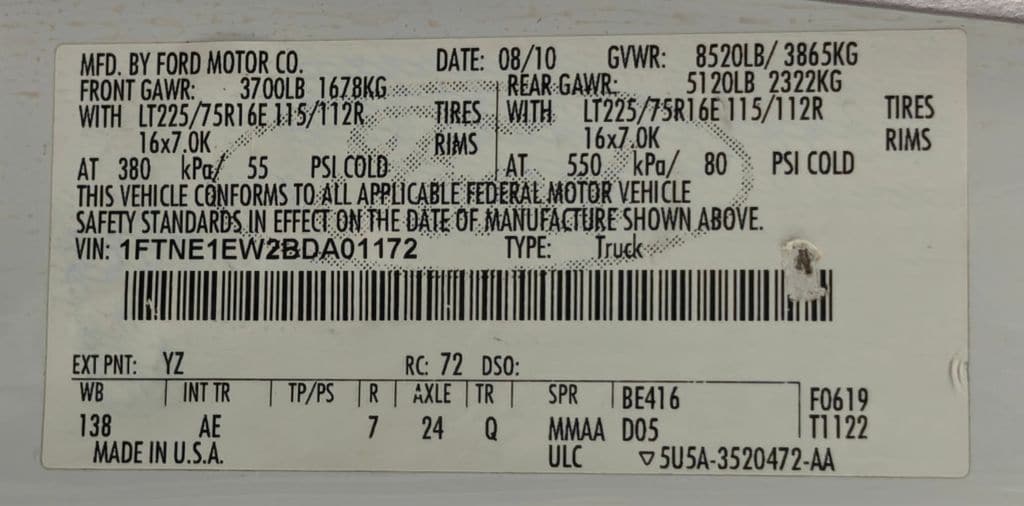 MFD. BY FORD MOTOR CO. DATE: 08/10 GVWR: 8520LB/ 3865KG
FRONT GAWR: 3700LB 1678KG REAR GAWR: 5120LB 2322KG
WITH LT225/75R16E 115/112R TIRES WITH LT225/75R16E 115/112R TIRES
16x7.0K RIMS 16x7.0K RIMS
AT 380 kPa/ 55 PSI COLD AT 550 kPa/ 80 PSI COLD
THIS VEHICLE CONFORMS TO ALL APPLICABLE FEDERAL MOTOR VEHICLE
SAFETY STANDARDS IN EFFECT ON THE DATE OF MANUFACTURE SHOWN ABOVE.
VIN: 1FTNE1EW2BDA01172 TYPE: Truck
EXT PNT: YZ RC: 72 DSO:
WB INT TR TP/PS R AXLE TR SPR BE416 F0619
138 AE 7 24 Q MMAA D05 T1122
MADE IN U.S.A. ULC ▽5U5A-3520472-AA